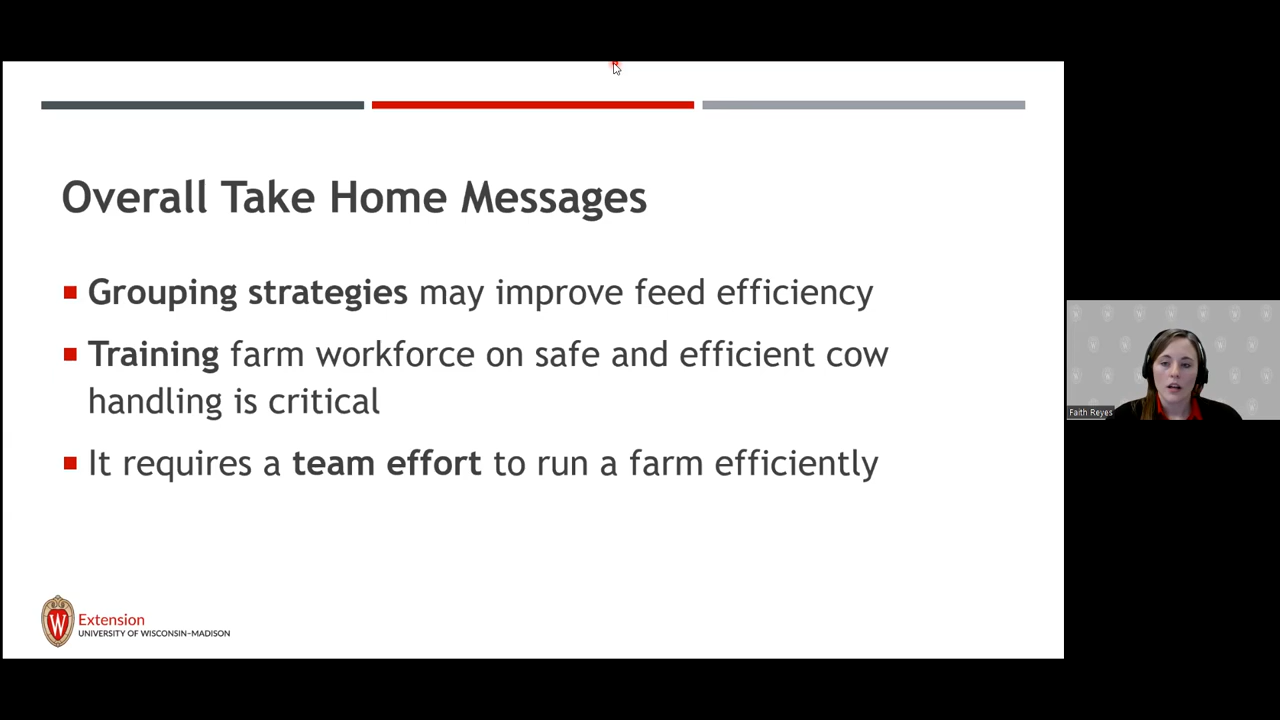 Overall Take Home Messages
Grouping strategies may improve feed efficiency
Training farm workforce on safe and efficient cow
handling is critical
It requires a team effort to run a farm efficiently
W
Extension
UNIVERSITY OF WISCONSIN–MADISON
Faith Reyes